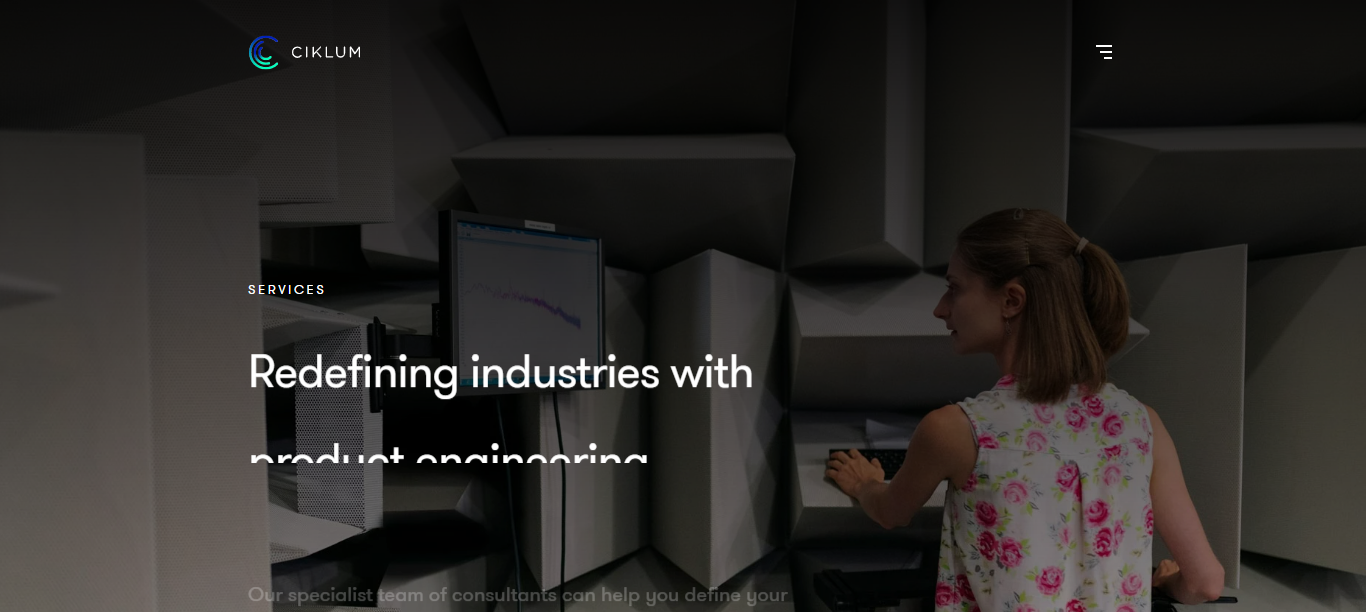 CIKLUM
SERVICES
Redefining industries with
product engineering
Our specialist team of consultants can help you define your